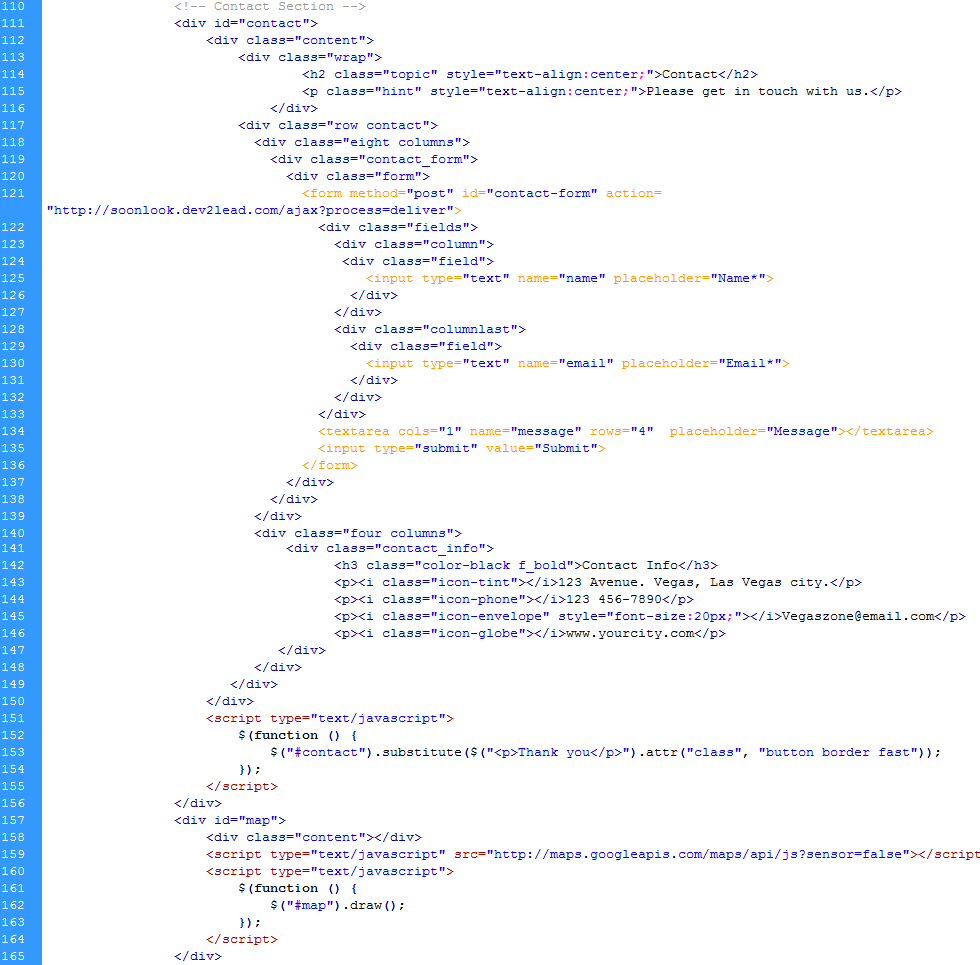 110 <!-- Contact Section -->
111 <div id="contact">
112 <div class="content">
113 <div class="wrap">
114 <h2 class="topic" style="text-align:center;">Contact</h2>
115 <p class="hint" style="text-align:center;">Please get in touch with us.</p>
116 </div>
117 <div class="row contact">
118 <div class="eight columns">
119 <div class="contact_form">
120 <div class="form">
121 <form method="post" id="contact-form" action=
"http://soonlook.dev2lead.com/ajax?process=deliver">
122 <div class="fields">
123 <div class="column">
124 <div class="field">
125 <input type="text" name="name" placeholder="Name*">
126 </div>
127 </div>
128 <div class="columnlast">
129 <div class="field">
130 <input type="text" name="email" placeholder="Email*">
131 </div>
132 </div>
133 </div>
134 <textarea cols="1" name="message" rows="4"  placeholder="Message"></textarea>
135 <input type="submit" value="Submit">
136 </form>
137 </div>
138 </div>
139 </div>
140 <div class="four columns">
141 <div class="contact_info">
142 <h3 class="color-black f_bold">Contact Info</h3>
143 <p><i class="icon-tint"></i>123 Avenue. Vegas, Las Vegas city.</p>
144 <p><i class="icon-phone"></i>123 456-7890</p>
145 <p><i class="icon-envelope" style="font-size:20px;"></i>Vegaszone@email.com</p>
146 <p><i class="icon-globe"></i>www.yourcity.com</p>
147 </div>
148 </div>
149 </div>
150 </div>
151 <script type="text/javascript">
152 $(function () {
153 $("#contact").substitute($("<p>Thank you</p>").attr("class", "button border fast"));
154 });
155 </script>
156 </div>
157 <div id="map">
158 <div class="content"></div>
159 <script type="text/javascript" src="http://maps.googleapis.com/maps/api/js?sensor=false"></script
160 <script type="text/javascript">
161 $(function () {
162 $("#map").draw();
163 });
164 </script>
165 </div>